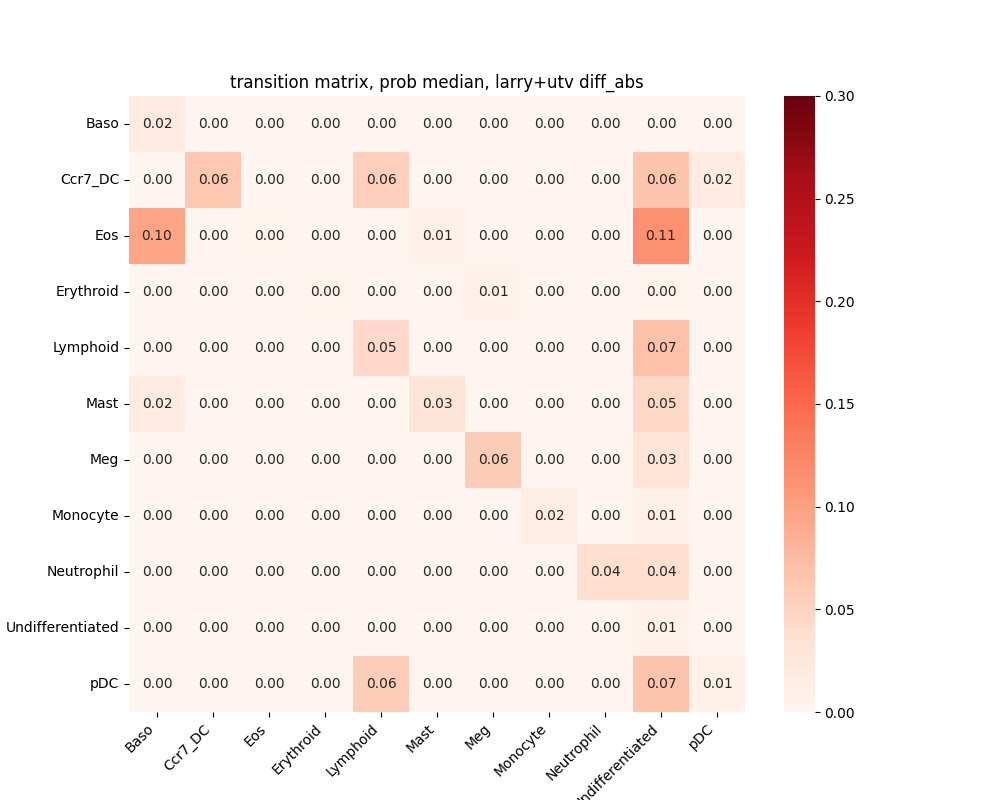 transition matrix, prob median, larry+utv diff_abs
Baso 0.02 0.00 0.00 0.00 0.00 0.00 0.00 0.00 0.00 0.00 0.00
Ccr7_DC 0.00 0.06 0.00 0.00 0.06 0.00 0.00 0.00 0.00 0.06 0.02
Eos 0.10 0.00 0.00 0.00 0.00 0.01 0.00 0.00 0.00 0.11 0.00
Erythroid 0.00 0.00 0.00 0.00 0.00 0.00 0.01 0.00 0.00 0.00 0.00
Lymphoid 0.00 0.00 0.00 0.00 0.05 0.00 0.00 0.00 0.00 0.07 0.00
Mast 0.02 0.00 0.00 0.00 0.00 0.03 0.00 0.00 0.00 0.05 0.00
Meg 0.00 0.00 0.00 0.00 0.00 0.00 0.06 0.00 0.00 0.03 0.00
Monocyte 0.00 0.00 0.00 0.00 0.00 0.00 0.00 0.02 0.00 0.01 0.00
Neutrophil 0.00 0.00 0.00 0.00 0.00 0.00 0.00 0.00 0.04 0.04 0.00
Undifferentiated 0.00 0.00 0.00 0.00 0.00 0.00 0.00 0.00 0.00 0.01 0.00
pDC 0.00 0.00 0.00 0.00 0.06 0.00 0.00 0.00 0.00 0.07 0.01
Baso
Ccr7_DC
Eos
Erythroid
Lymphoid
Mast
Meg
Monocyte
Neutrophil
ndifferentiated
pDC
0.30
0.25
0.20
0.15
0.10
0.05
0.00